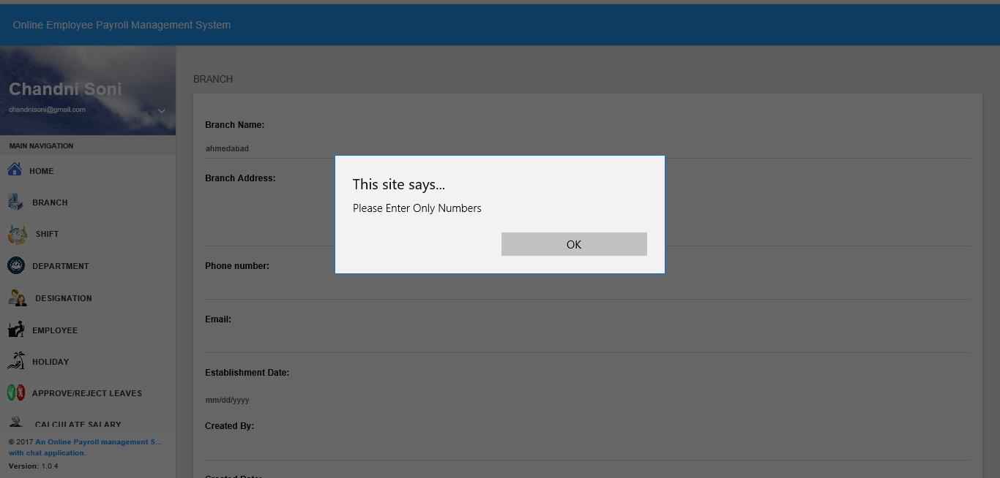 Online Employee Payroll Management System
Chandni Soni
chandnisoni@gmail.com
MAIN NAVIGATION
HOME
BRANCH
SHIFT
DEPARTMENT
DESIGNATION
EMPLOYEE
HOLIDAY
APPROVE/REJECT LEAVES
CALCULATE SALARY
© 2017 An Online Payroll management S...
with chat application.
Version: 1.0.4
BRANCH
Branch Name:
ahmedabad
Branch Address:
This site says...
Please Enter Only Numbers
OK
Phone number:
Email:
Establishment Date:
mm/dd/yyyy
Created By:
Created Date: